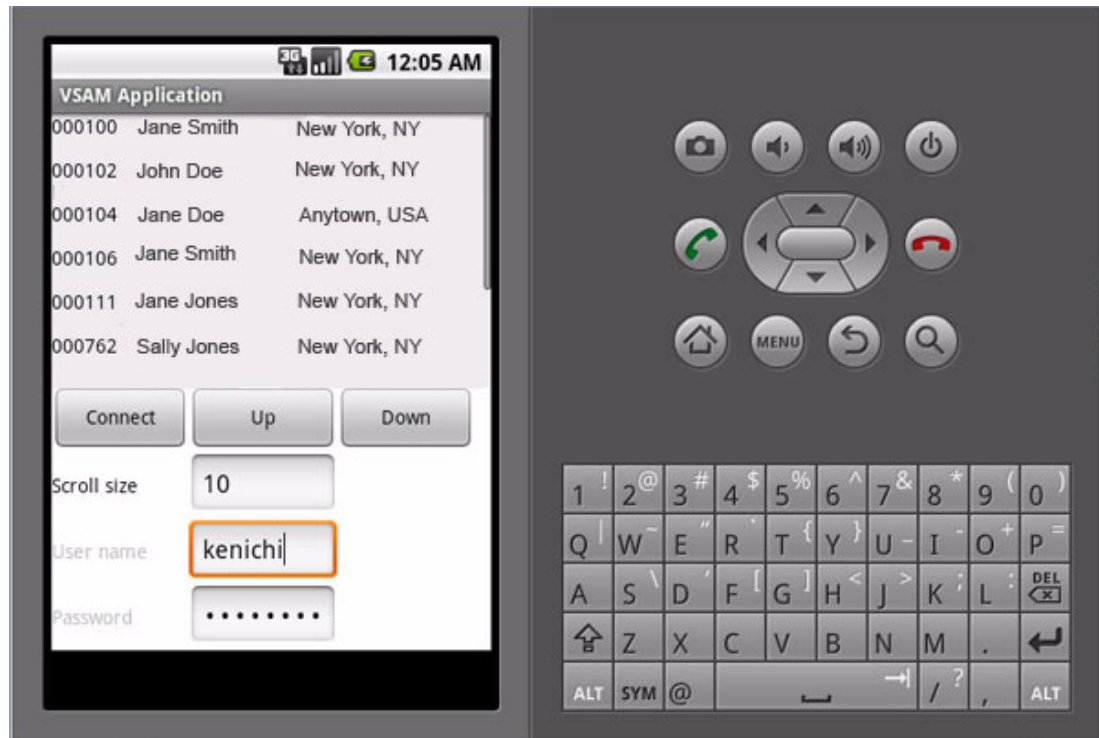 3G 12:05 AM
VSAM Application
000100 Jane Smith New York, NY
000102 John Doe New York, NY
000104 Jane Doe Anytown, USA
000106 Jane Smith New York, NY
000111 Jane Jones New York, NY
000762 Sally Jones New York, NY
Connect Up Down
Scroll size 10
User name kenichi
Password ••••••••
MENU
1 ! 2 @ 3 # 4 $ 5 % 6 ^ 7 & 8 * 9 ( 0 )
Q | W ~ E " R ` T { Y } U _ I - O + P =
A S \ D ' F [ G ] H < J > K ; L : DEL
Z X C V B N M .
ALT SYM @ / ? , ALT